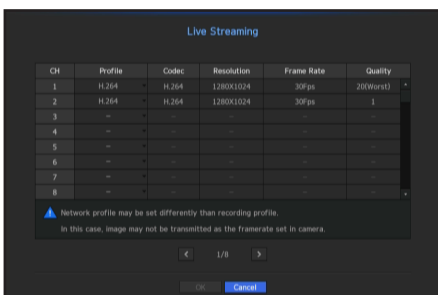 Live Streaming
CH Profile Codec Resolution Frame Rate Quality
1 H.264 H.264 1280X1024 30Fps 20(Worst)
2 H.264 H.264 1280X1024 30Fps 1
3 - - - - -
4 - - - - -
5 - - - - -
6 - - - - -
7 - - - - -
8 - - - - -
Network profile may be set differently than recording profile.
In this case, image may not be transmitted as the framerate set in camera.
< 1/8 >
OK Cancel